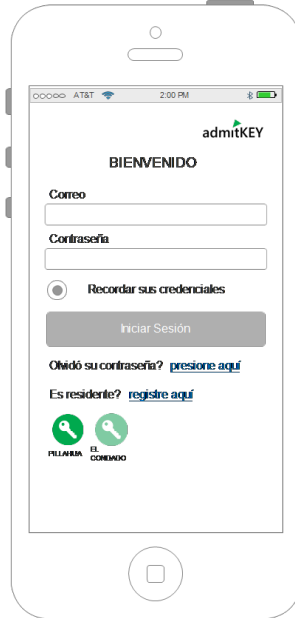 AT&T 2:00 PM
admitKEY
BIENVENIDO
Correo
Contraseña
Recordar sus credenciales
Iniciar Sesión
Olvidó su contraseña? presione aquí
Es residente? registre aquí
PILLAHUA
EL CONDADO